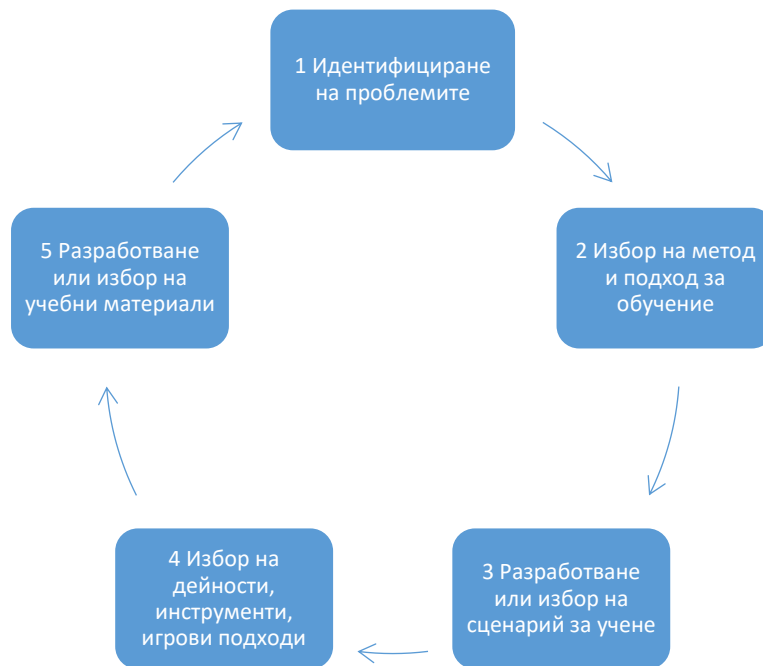 1 Идентифициране
на проблемите
2 Избор на метод
и подход за
обучение
3 Разработване
или избор на
сценарий за учене
4 Избор на
дейности,
инструменти,
игрови подходи
5 Разработване
или избор на
учебни материали